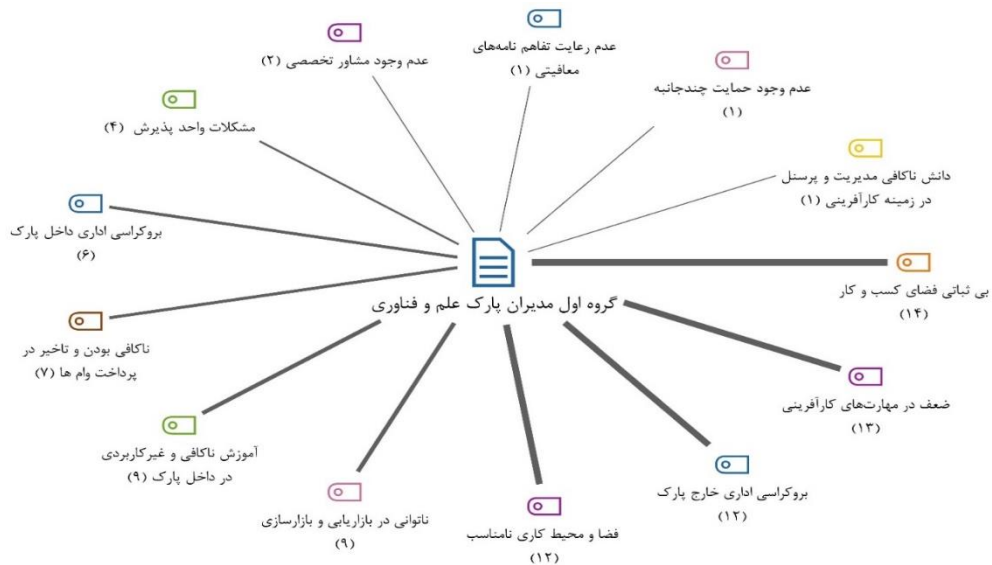 عدم رعایت تفاهم نامه‌های
معافیتی (۱)
عدم وجود مشاور تخصصی (۲)
عدم وجود حمایت چندجانبه
(۱)
مشکلات واحد پذیرش (۴)
دانش ناکافی مدیریت و پرسنل
در زمینه کارآفرینی (۱)
بروکراسی اداری داخل پارک
(۶)
بی ثباتی فضای کسب و کار
(۱۴)
گروه اول مدیران پارک علم و فناوری
ناکافی بودن و تاخیر در
پرداخت وام ها (۷)
ضعف در مهارت‌های کارآفرینی
(۱۳)
آموزش ناکافی و غیرکاربردی
در داخل پارک (۹)
بروکراسی اداری خارج پارک
(۱۲)
ناتوانی در بازاریابی و بازارسازی
(۹)
فضا و محیط کاری نامناسب
(۱۲)